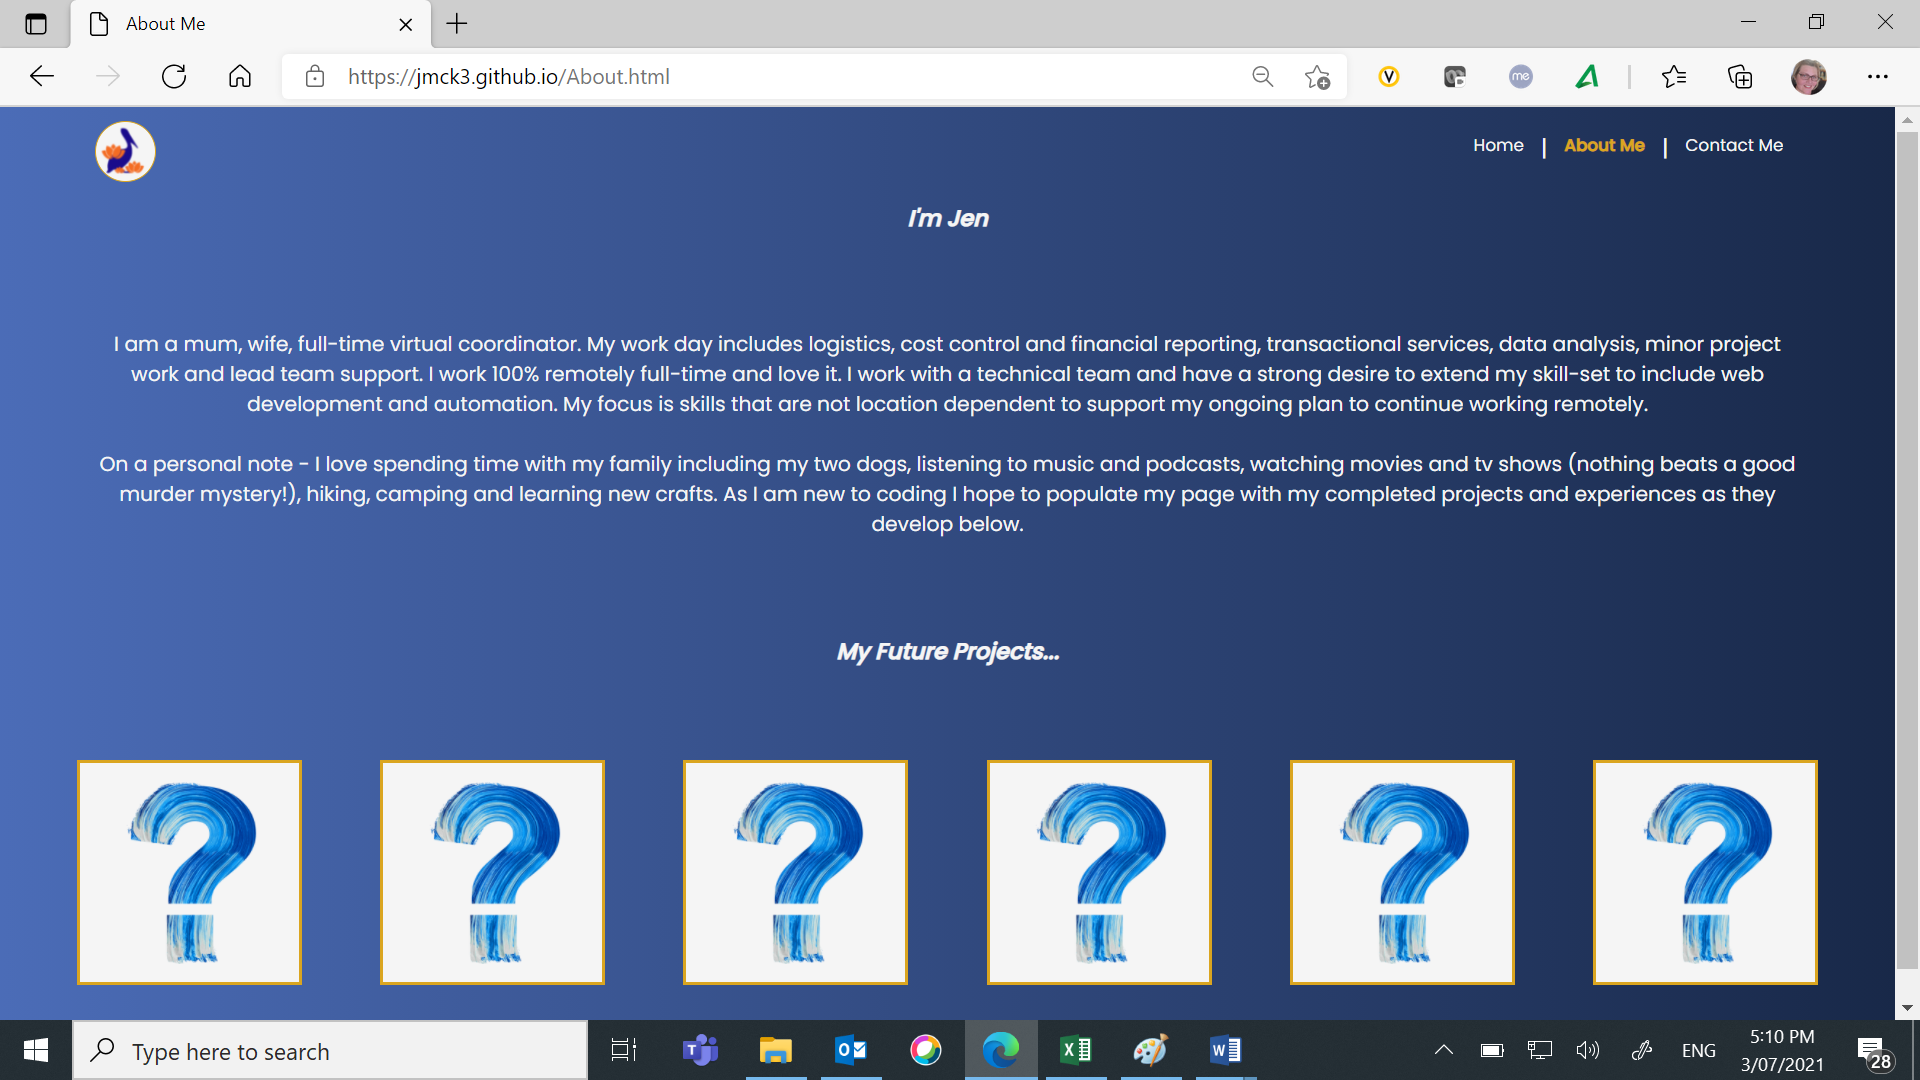 About Me
https://jmck3.github.io/About.html
V
me
Home | About Me | Contact Me
I'm Jen
I am a mum, wife, full-time virtual coordinator. My work day includes logistics, cost control and financial reporting, transactional services, data analysis, minor project
work and lead team support. I work 100% remotely full-time and love it. I work with a technical team and have a strong desire to extend my skill-set to include web
development and automation. My focus is skills that are not location dependent to support my ongoing plan to continue working remotely.
On a personal note - I love spending time with my family including my two dogs, listening to music and podcasts, watching movies and tv shows (nothing beats a good
murder mystery!), hiking, camping and learning new crafts. As I am new to coding I hope to populate my page with my completed projects and experiences as they
develop below.
My Future Projects...
? ? ? ? ? ?
Type here to search
ENG
5:10 PM
3/07/2021
28